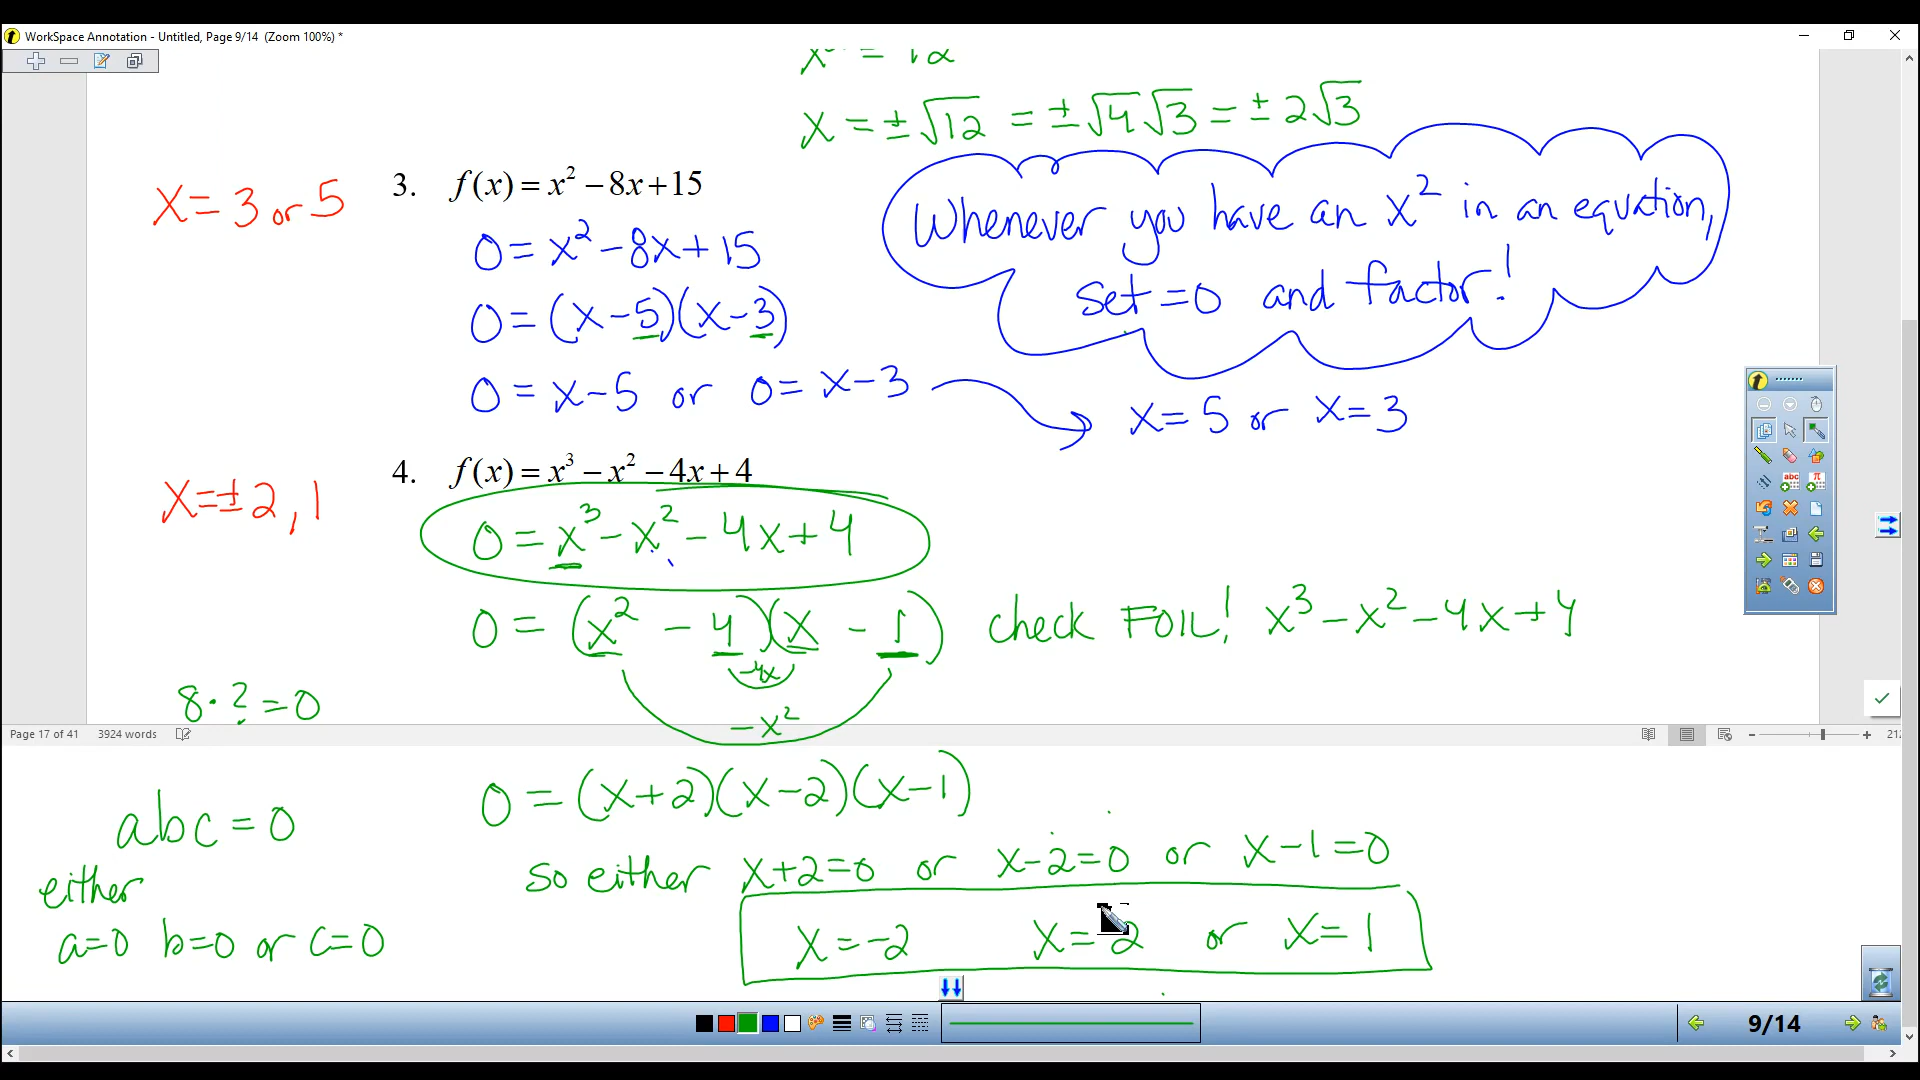 WorkSpace Annotation - Untitled, Page 9/14 (Zoom 100%) *
x = ±√12 = ±√4√3 = ±2√3
X = 3 or 5
3. f(x) = x² − 8x + 15
0 = x² − 8x + 15
0 = (x − 5)(x − 3)
0 = x − 5 or 0 = x − 3
x = 5 or x = 3
Whenever you have an x² in an equation,
set = 0 and factor!
X = ±2, 1
4. f(x) = x³ − x² − 4x + 4
0 = x³ − x² − 4x + 4
0 = (x² − 4)(x − 1) check FOIL! x³ − x² − 4x + 4
−4x
−x²
8 · ? = 0
Page 17 of 41 3924 words
0 = (x+2)(x−2)(x−1)
abc = 0
either
a=0 b=0 or c=0
so either x+2=0 or x−2=0 or x−1=0
x = −2 x = 2 or x = 1
9/14